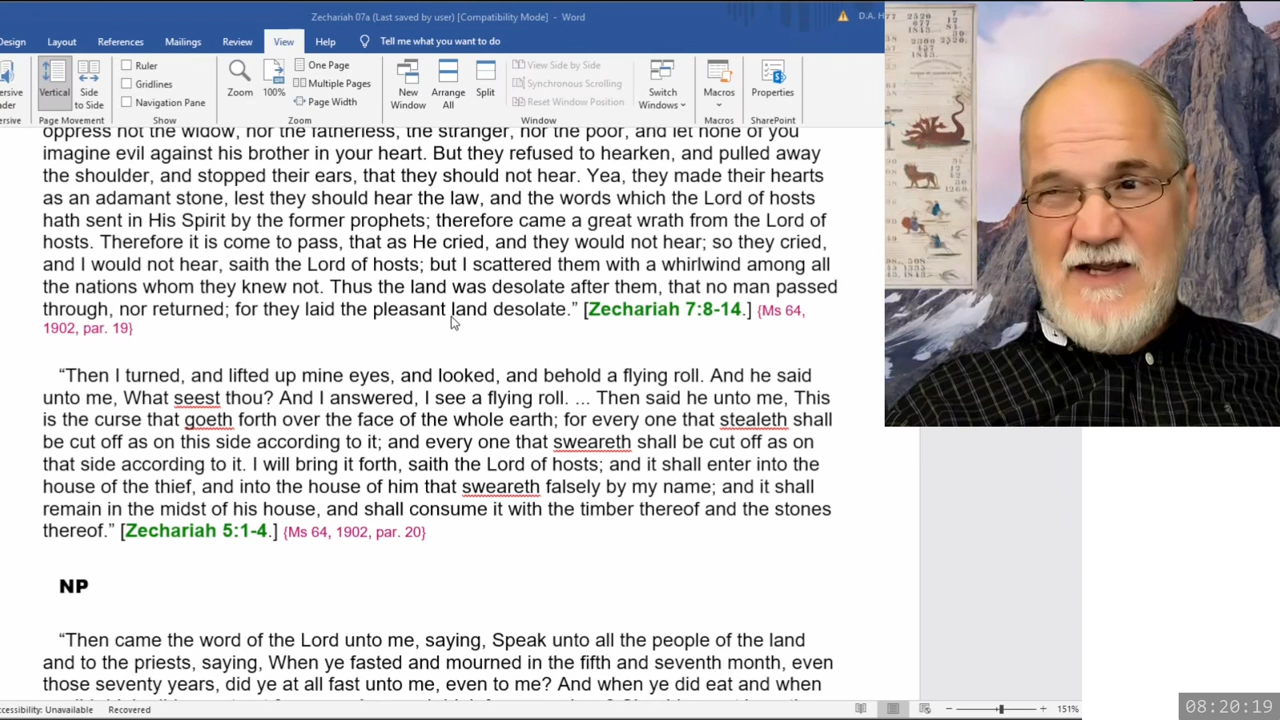 Zechariah 07a (Last saved by user) [Compatibility Mode] - Word
D.A. H
Design Layout References Mailings Review View Help Tell me what you want to do
Vertical
Side to Side
Page Movement
Ruler
Gridlines
Navigation Pane
Show
Zoom
100%
One Page
Multiple Pages
Page Width
Zoom
New Window
Arrange All
Split
View Side by Side
Synchronous Scrolling
Reset Window Position
Window
Switch Windows
Macros
Macros
Properties
SharePoint
oppress not the widow, nor the fatherless, the stranger, nor the poor, and let none of you
imagine evil against his brother in your heart. But they refused to hearken, and pulled away
the shoulder, and stopped their ears, that they should not hear. Yea, they made their hearts
as an adamant stone, lest they should hear the law, and the words which the Lord of hosts
hath sent in His Spirit by the former prophets; therefore came a great wrath from the Lord of
hosts. Therefore it is come to pass, that as He cried, and they would not hear; so they cried,
and I would not hear, saith the Lord of hosts; but I scattered them with a whirlwind among all
the nations whom they knew not. Thus the land was desolate after them, that no man passed
through, nor returned; for they laid the pleasant land desolate.” [Zechariah 7:8-14.] {Ms 64,
1902, par. 19}
“Then I turned, and lifted up mine eyes, and looked, and behold a flying roll. And he said
unto me, What seest thou? And I answered, I see a flying roll. ... Then said he unto me, This
is the curse that goeth forth over the face of the whole earth; for every one that stealeth shall
be cut off as on this side according to it; and every one that sweareth shall be cut off as on
that side according to it. I will bring it forth, saith the Lord of hosts; and it shall enter into the
house of the thief, and into the house of him that sweareth falsely by my name; and it shall
remain in the midst of his house, and shall consume it with the timber thereof and the stones
thereof.” [Zechariah 5:1-4.] {Ms 64, 1902, par. 20}
NP
“Then came the word of the Lord unto me, saying, Speak unto all the people of the land
and to the priests, saying, When ye fasted and mourned in the fifth and seventh month, even
those seventy years, did ye at all fast unto me, even to me? And when ye did eat and when
ccessibility: Unavailable Recovered
151%
08:20:19